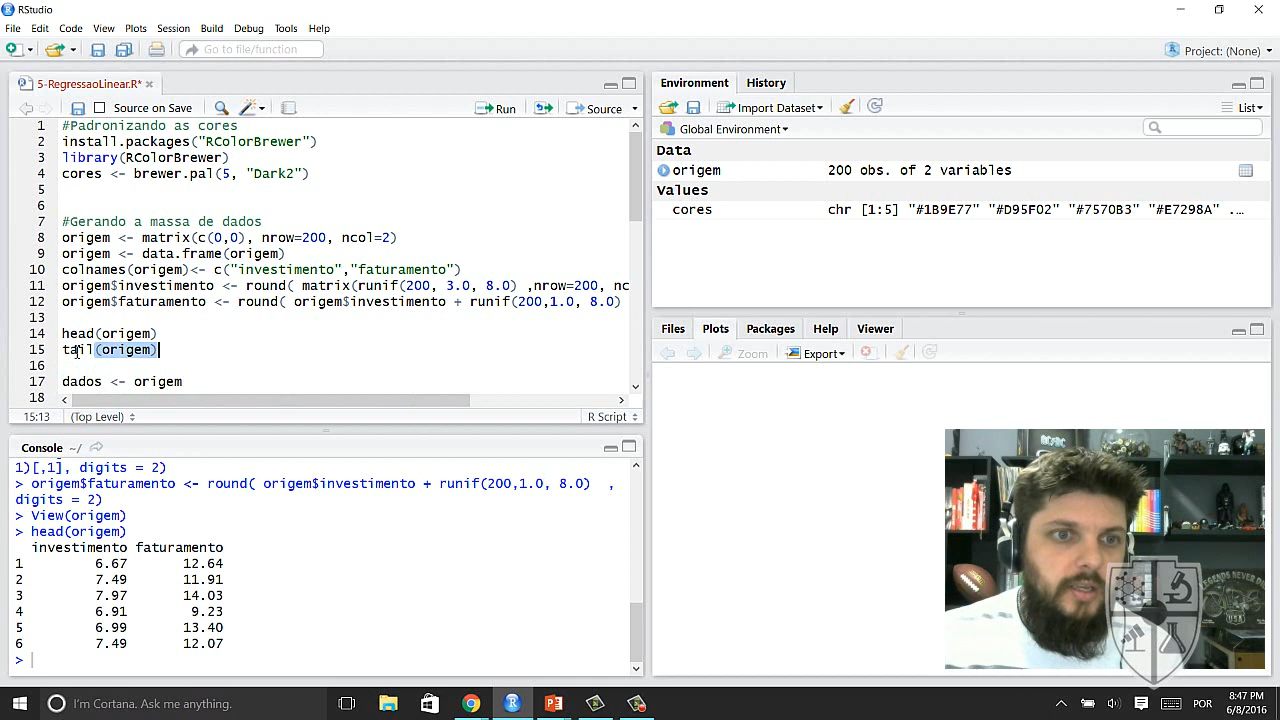 RStudio
File Edit Code View Plots Session Build Debug Tools Help
Go to file/function
Project: (None)
5-RegressaoLinear.R*
Source on Save
Run
Source
1 #Padronizando as cores
2 install.packages("RColorBrewer")
3 library(RColorBrewer)
4 cores <- brewer.pal(5, "Dark2")
5
6
7 #Gerando a massa de dados
8 origem <- matrix(c(0,0), nrow=200, ncol=2)
9 origem <- data.frame(origem)
10 colnames(origem)<- c("investimento","faturamento")
11 origem$investimento <- round( matrix(runif(200, 3.0, 8.0) ,nrow=200, nc
12 origem$faturamento <- round( origem$investimento + runif(200,1.0, 8.0)
13
14 head(origem)
15 tail(origem)
16
17 dados <- origem
18
15:13 (Top Level) R Script
Console ~/
1)[,1], digits = 2)
> origem$faturamento <- round( origem$investimento + runif(200,1.0, 8.0) ,
digits = 2)
> View(origem)
> head(origem)
investimento faturamento
1 6.67 12.64
2 7.49 11.91
3 7.97 14.03
4 6.91 9.23
5 6.99 13.40
6 7.49 12.07
>
Environment History
Import Dataset
List
Global Environment
Data
origem 200 obs. of 2 variables
Values
cores chr [1:5] "#1B9E77" "#D95F02" "#7570B3" "#E7298A" ...
Files Plots Packages Help Viewer
Zoom Export
LEGENDS NEVER
USA
I'm Cortana. Ask me anything.
POR
8:47 PM
6/8/2016